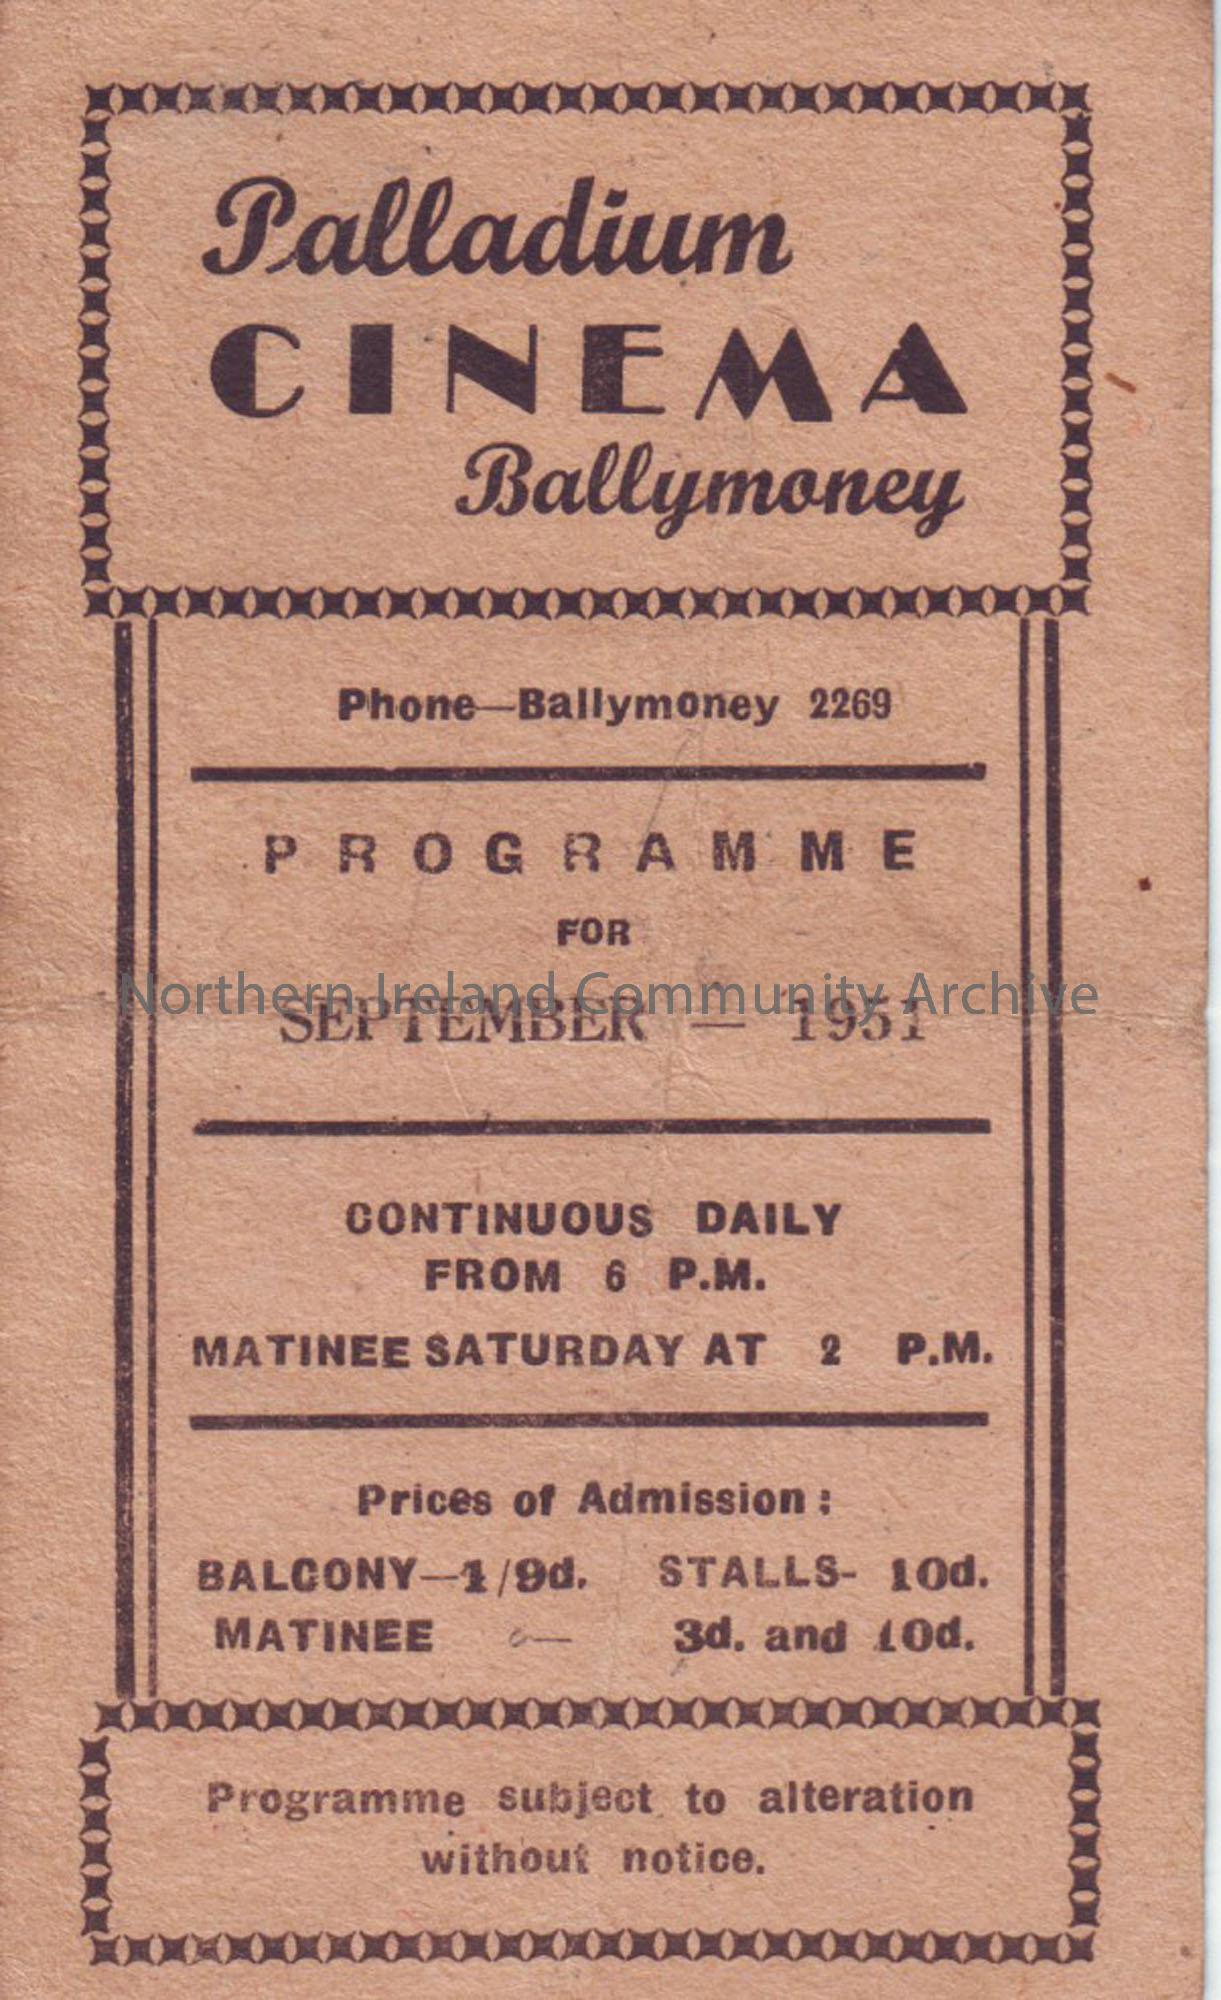 Palladium
CINEMA
Ballymoney
Phone—Ballymoney 2269
PROGRAMME
FOR
Northern Ireland Community Archive
SEPTEMBER — 1951
CONTINUOUS DAILY
FROM 6 P.M.
MATINEE SATURDAY AT 2 P.M.
Prices of Admission :
BALCONY—1/9d. STALLS- 10d.
MATINEE — 3d. and 10d.
Programme subject to alteration
without notice.